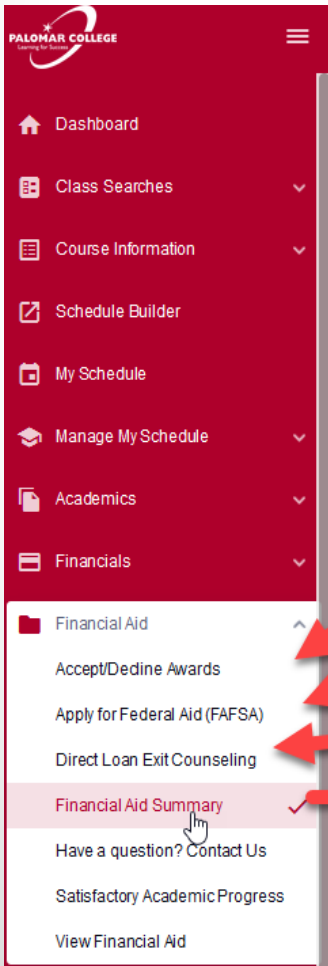 PALOMAR COLLEGE
Learning for Success
Dashboard
Class Searches
Course Information
Schedule Builder
My Schedule
Manage My Schedule
Academics
Financials
Financial Aid
Accept/Decline Awards
Apply for Federal Aid (FAFSA)
Direct Loan Exit Counseling
Financial Aid Summary
Have a question? Contact Us
Satisfactory Academic Progress
View Financial Aid